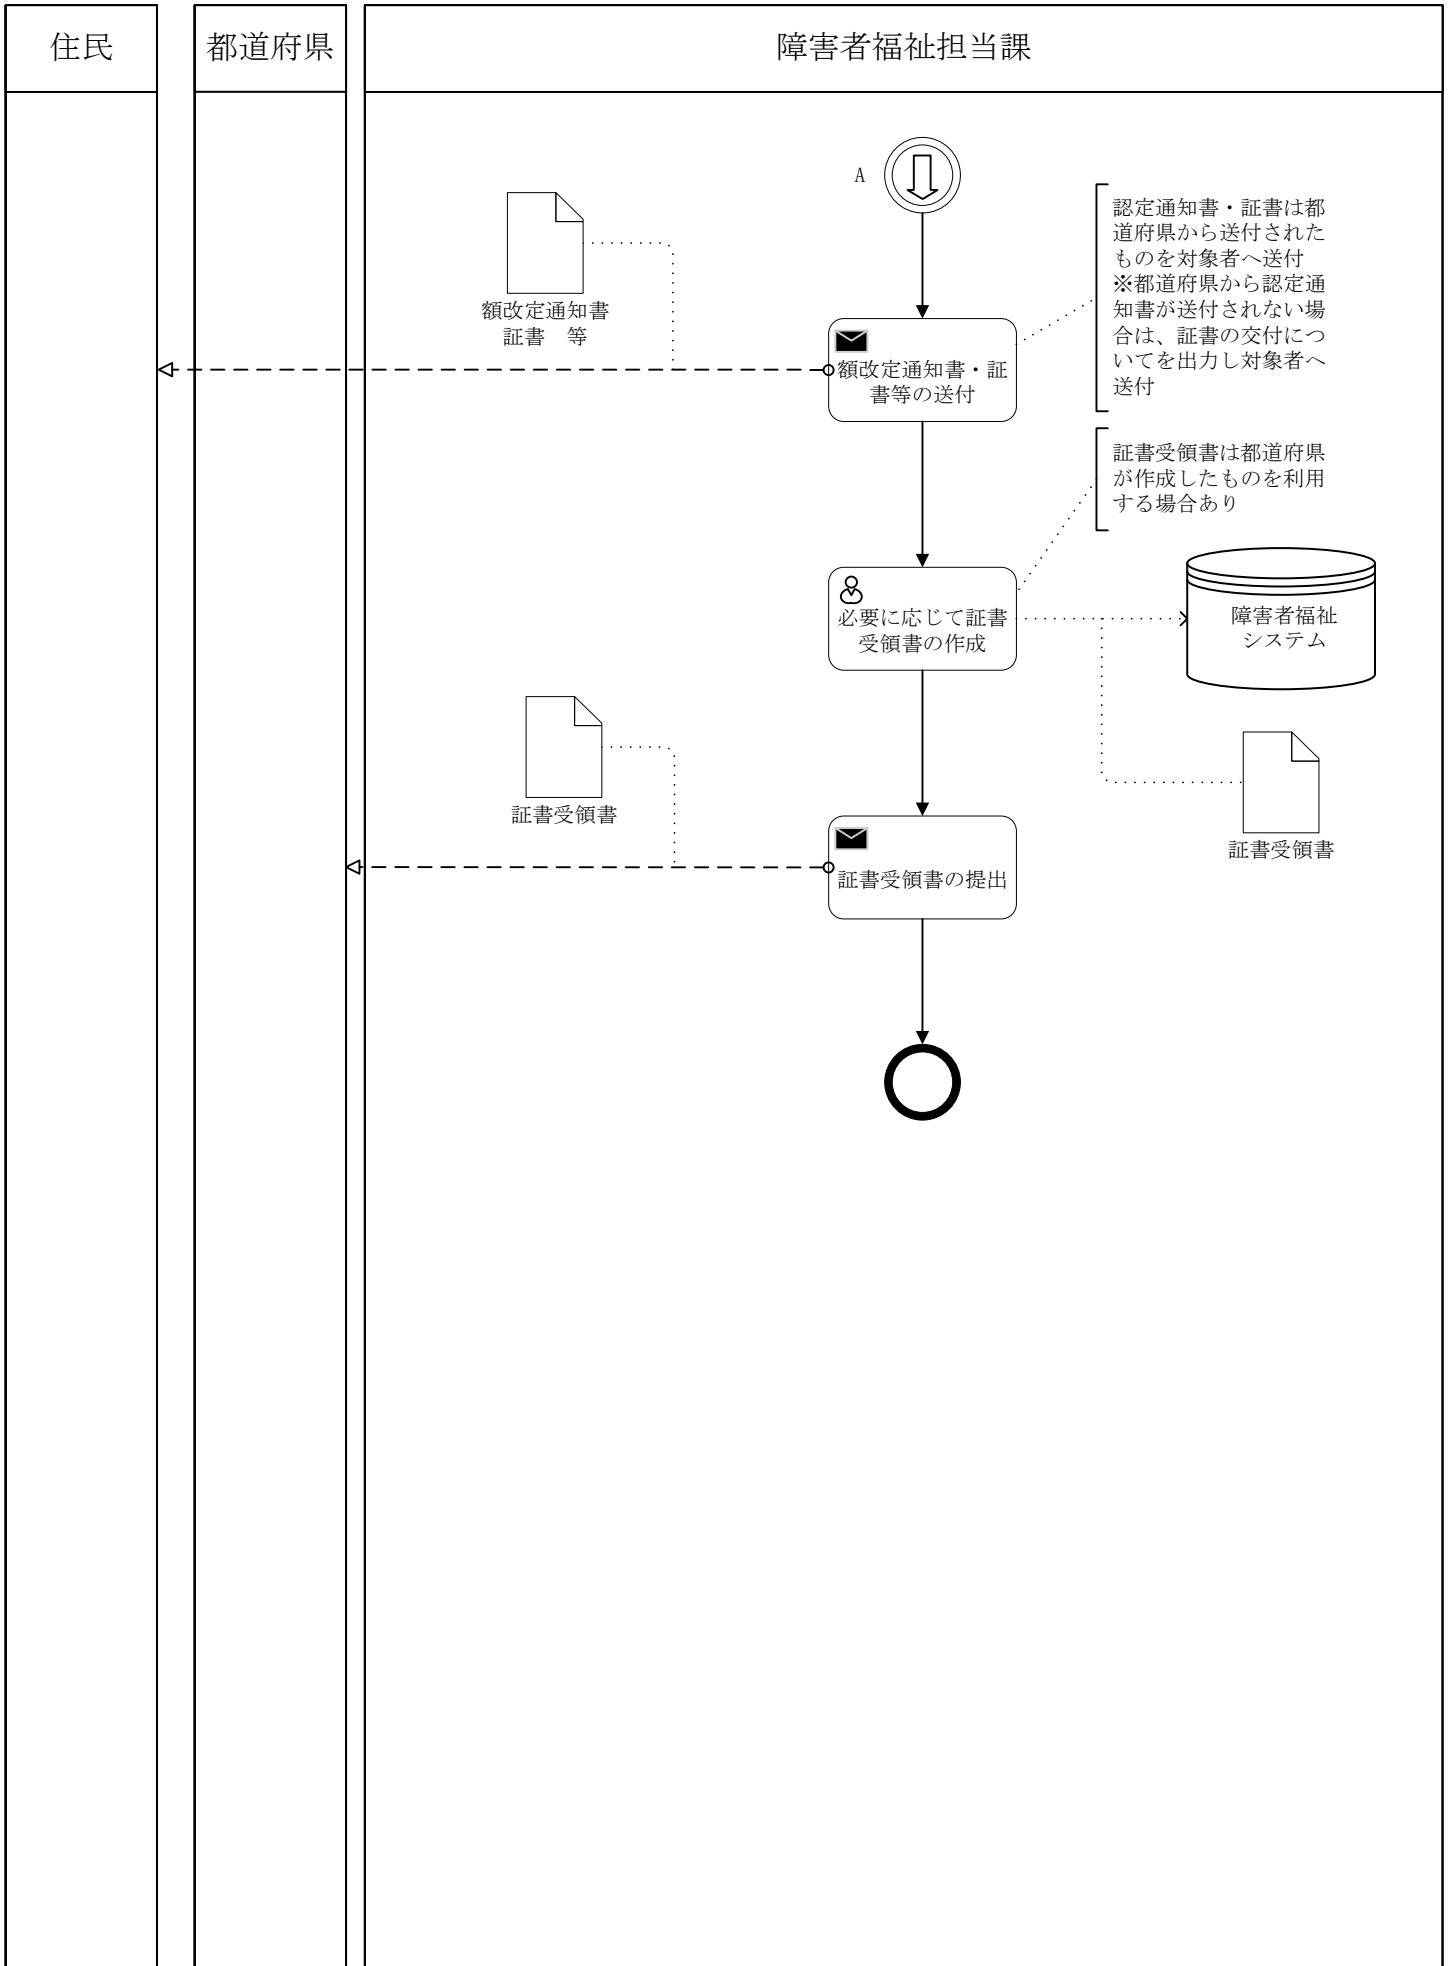 住民
都道府県
障害者福祉担当課
A
認定通知書・証書は都
道府県から送付された
ものを対象者へ送付
※都道府県から認定通
知書が送付されない場
合は、証書の交付につ
いてを出力し対象者へ
送付
額改定通知書
証書　等
額改定通知書・証
書等の送付
証書受領書は都道府県
が作成したものを利用
する場合あり
必要に応じて証書
受領書の作成
障害者福祉
システム
証書受領書
証書受領書
証書受領書の提出